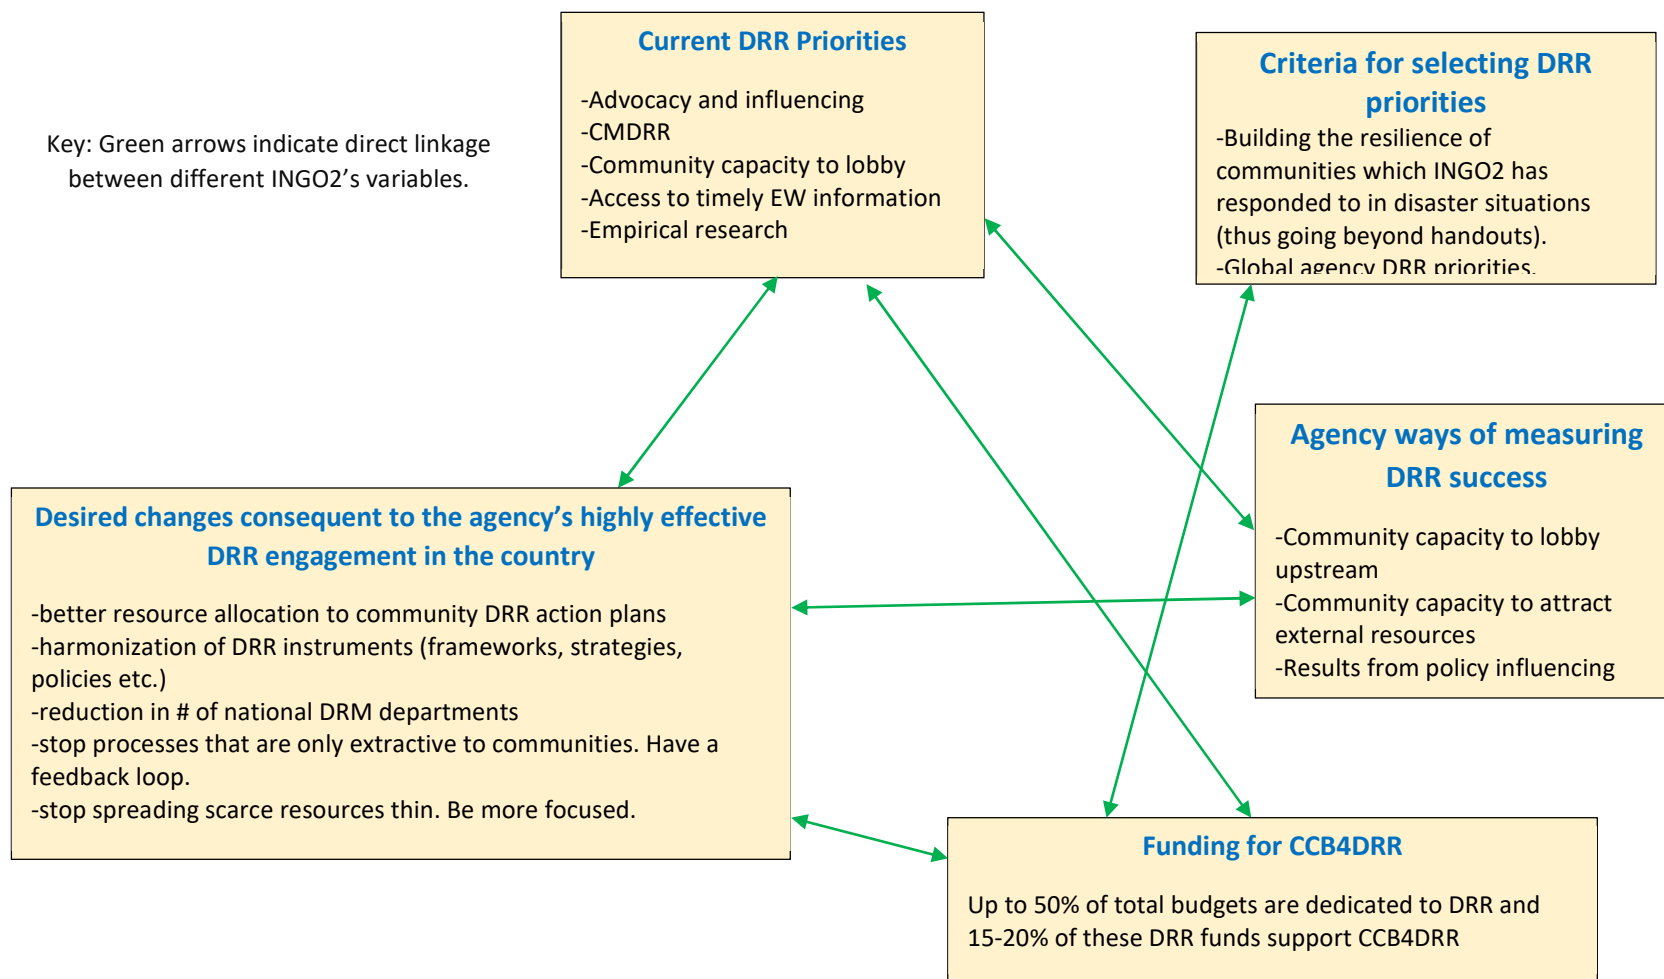 Current DRR Priorities
-Advocacy and influencing
-CMDRR
-Community capacity to lobby
-Access to timely EW information
-Empirical research
Criteria for selecting DRR
priorities
-Building the resilience of
communities which INGO2 has
responded to in disaster situations
(thus going beyond handouts).
-Global agency DRR priorities.
Key: Green arrows indicate direct linkage
between different INGO2’s variables.
Agency ways of measuring
DRR success
-Community capacity to lobby
upstream
-Community capacity to attract
external resources
-Results from policy influencing
Desired changes consequent to the agency’s highly effective
DRR engagement in the country
-better resource allocation to community DRR action plans
-harmonization of DRR instruments (frameworks, strategies,
policies etc.)
-reduction in # of national DRM departments
-stop processes that are only extractive to communities. Have a
feedback loop.
-stop spreading scarce resources thin. Be more focused.
Funding for CCB4DRR
Up to 50% of total budgets are dedicated to DRR and
15-20% of these DRR funds support CCB4DRR